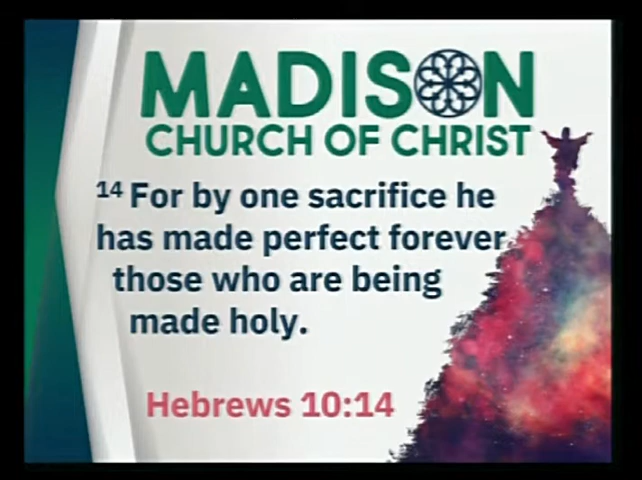 MADISON
CHURCH OF CHRIST
14 For by one sacrifice he
has made perfect forever
those who are being
made holy.
Hebrews 10:14